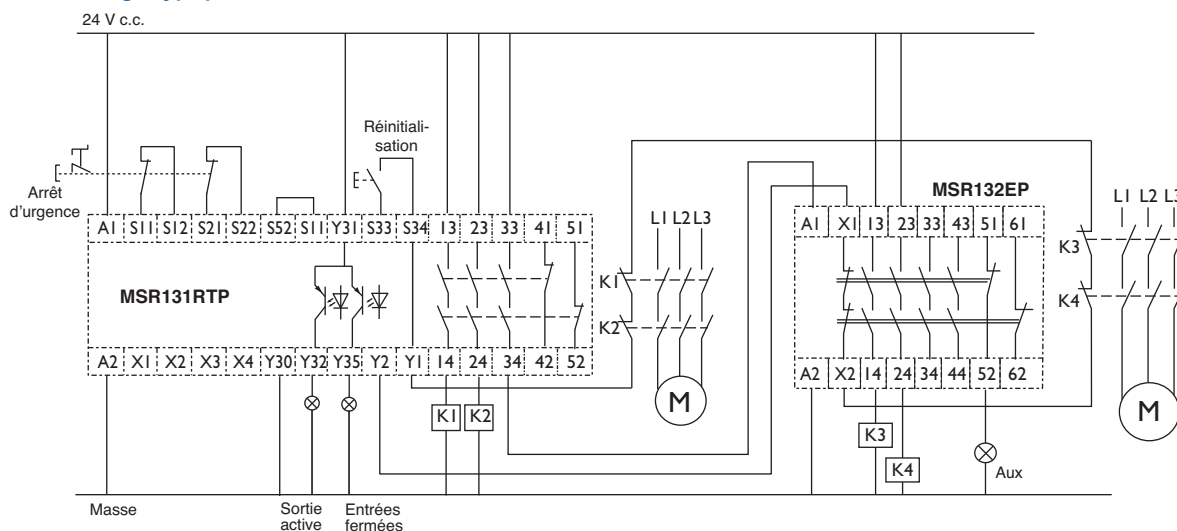 24 V c.c.
Réinitiali-
sation
Arrêt
d'urgence
MSR132EP
L1 L2 L3
L1 L2 L3
A1 S11 S12 S21 S22 S52 S11 Y31 S33 S34 13 23 33 41 51
A1 X1 13 23 33 43 51 61
MSR131RTP
K1
K2
K3
K4
A2 X1 X2 X3 X4 Y30 Y32 Y35 Y2 Y1 14 24 34 42 52
A2 X2 14 24 34 44 52 62
K1 K2
M
M
K3
K4
Aux
Masse
Sortie
active
Entrées
fermées